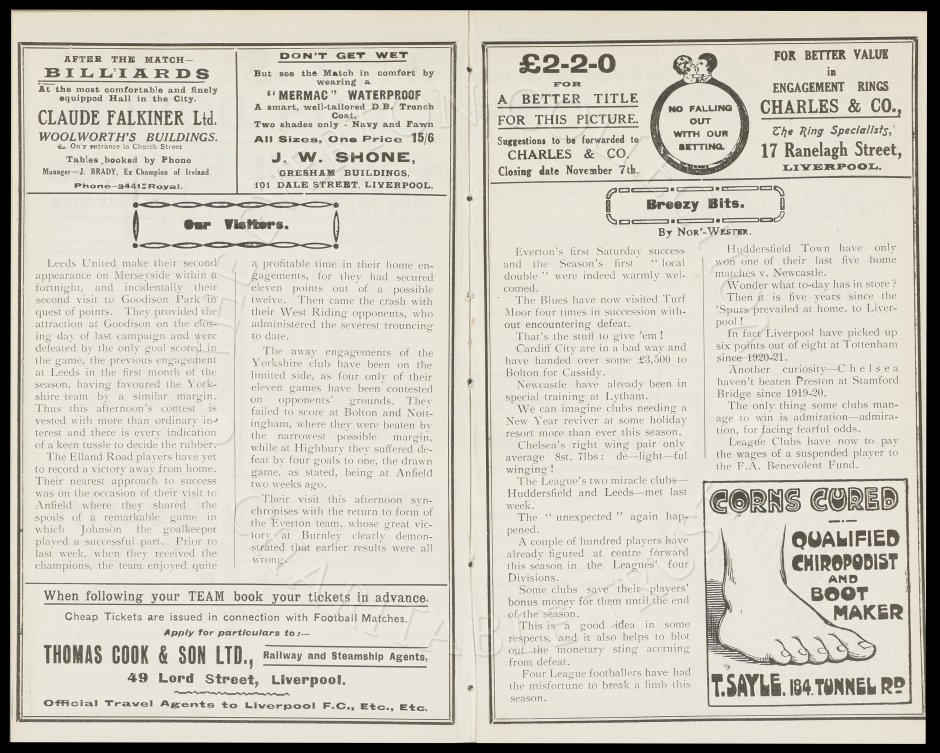 AFTER THE MATCH—
BILLIARDS
At the most comfortable and finely
equipped Hall in the City.
CLAUDE FALKINER Ltd.
WOOLWORTH'S BUILDINGS.
On'y entrance in Church Street
Tables booked by Phone
Manager—J. BRADY, Ex Champion of Ireland.
Phone—3441 Royal.
DON'T GET WET
But see the Match in comfort by
wearing a
"MERMAC" WATERPROOF
A smart, well-tailored D.B. Trench
Coat,
Two shades only - Navy and Fawn
All Sizes, One Price 15/6
J. W. SHONE,
GRESHAM BUILDINGS,
101 DALE STREET, LIVERPOOL.
Our Visitors.
Leeds United make their second
appearance on Merseyside within a
fortnight, and incidentally their
second visit to Goodison Park in
quest of points. They provided the
attraction at Goodison on the clos-
ing day of last campaign and were
defeated by the only goal scored in
the game, the previous engagement
at Leeds in the first month of the
season, having favoured the York-
shire team by a similar margin.
Thus this afternoon's contest is
vested with more than ordinary in-
terest and there is every indication
of a keen tussle to decide the rubber.
The Elland Road players have yet
to record a victory away from home.
Their nearest approach to success
was on the occasion of their visit to
Anfield where they shared the
spoils of a remarkable game in
which Johnson the goalkeeper
played a successful part. Prior to
last week, when they received the
champions, the team enjoyed quite
a profitable time in their home en-
gagements, for they had secured
eleven points out of a possible
twelve. Then came the crash with
their West Riding opponents, who
administered the severest trouncing
to date.
The away engagements of the
Yorkshire club have been on the
limited side, as four only of their
eleven games have been contested
on opponents' grounds. They
failed to score at Bolton and Nott-
ingham, where they were beaten by
the narrowest possible margin,
while at Highbury they suffered de-
feat by four goals to one, the drawn
game, as stated, being at Anfield
two weeks ago.
Their visit this afternoon syn-
chronises with the return to form of
the Everton team, whose great vic-
tory at Burnley clearly demon-
strated that earlier results were all
wrong.
When following your TEAM book your tickets in advance.
Cheap Tickets are issued in connection with Football Matches.
Apply for particulars to:—
THOMAS COOK & SON LTD., Railway and Steamship Agents,
49 Lord Street, Liverpool.
Official Travel Agents to Liverpool F.C., Etc., Etc.
£2-2-0
FOR
A BETTER TITLE
FOR THIS PICTURE.
Suggestions to be forwarded to
CHARLES & CO.
Closing date November 7th.
NO FALLING
OUT
WITH OUR
SETTING.
FOR BETTER VALUE
in
ENGAGEMENT RINGS
CHARLES & CO.,
The Ring Specialists,
17 Ranelagh Street,
LIVERPOOL.
Breezy Bits.
By Nor'-Wester.
Everton's first Saturday success
and the Season's first "local
double" were indeed warmly wel-
comed.
The Blues have now visited Turf
Moor four times in succession with-
out encountering defeat.
That's the stuff to give 'em!
Cardiff City are in a bad way and
have handed over some £3,500 to
Bolton for Cassidy.
Newcastle have already been in
special training at Lytham.
We can imagine clubs needing a
New Year reviver at some holiday
resort more than ever this season.
Chelsea's right wing pair only
average 8st. 7lbs: de—light—ful
winging!
The League's two miracle clubs—
Huddersfield and Leeds—met last
week.
The "unexpected" again hap-
pened.
A couple of hundred players have
already figured at centre forward
this season in the Leagues' four
Divisions.
Some clubs save their players'
bonus money for them until the end
of the season.
This is a good idea in some
respects, and it also helps to blot
out the monetary sting accruing
from defeat.
Four League footballers have had
the misfortune to break a limb this
season.
Huddersfield Town have only
won one of their last five home
matches v. Newcastle.
Wonder what to-day has in store?
Then it is five years since the
'Spurs prevailed at home, to Liver-
pool!
In fact Liverpool have picked up
six points out of eight at Tottenham
since 1920-21.
Another curiosity—Chelsea
haven't beaten Preston at Stamford
Bridge since 1919-20.
The only thing some clubs man-
age to win is admiration—admira-
tion, for facing fearful odds.
League Clubs have now to pay
the wages of a suspended player to
the F.A. Benevolent Fund.
CORNS CURED
QUALIFIED
CHIROPODIST
AND
BOOT
MAKER
T. SAYLE, 184, TUNNEL RD